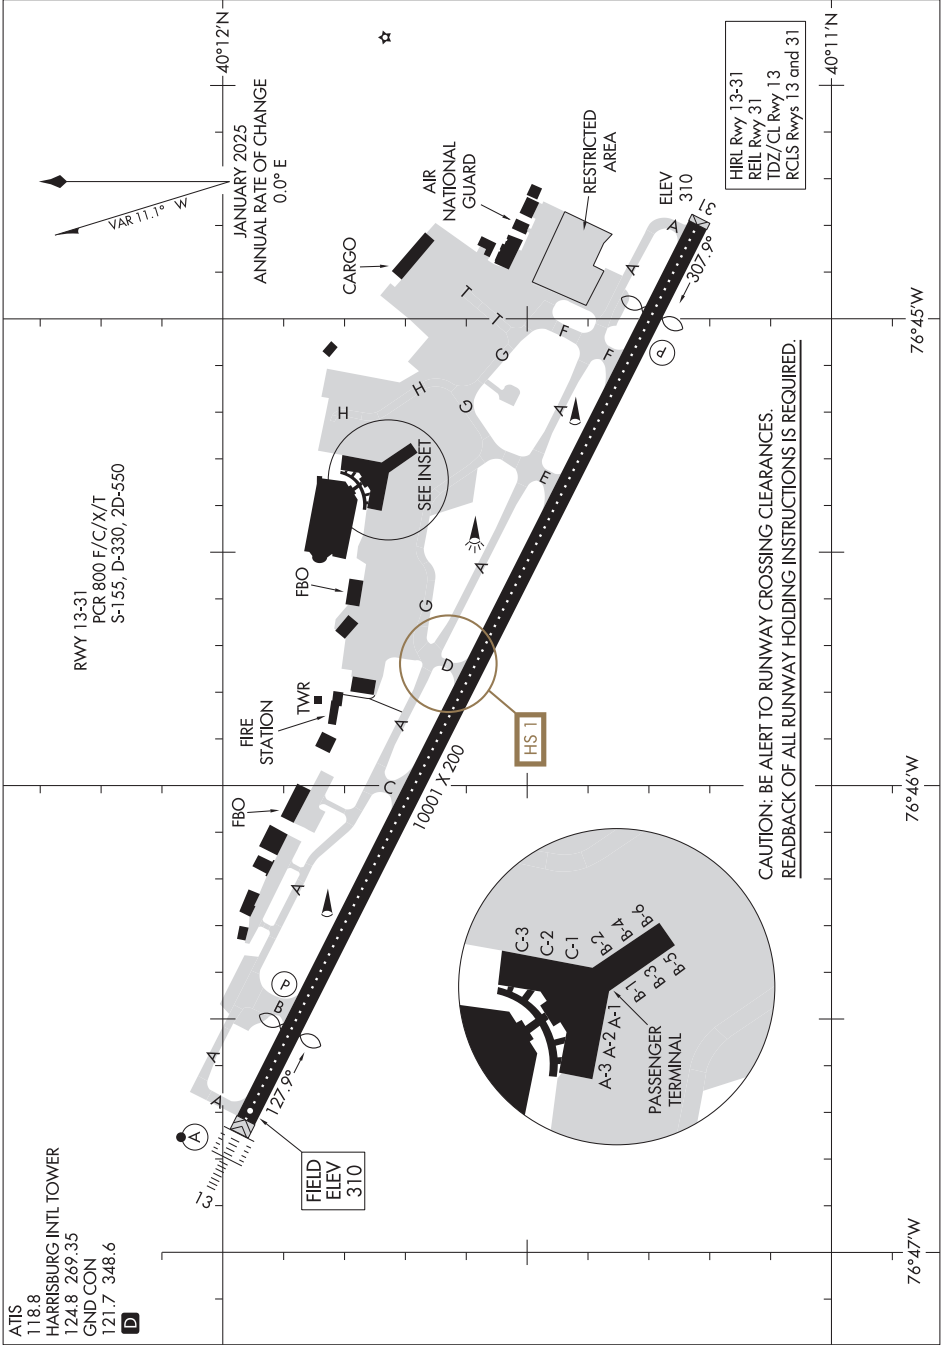 ATIS
118.8
HARRISBURG INTL TOWER
124.8 269.35
GND CON
121.7 348.6
D
RWY 13-31
PCR 800 F/C/X/T
S-155, D-330, 2D-550
JANUARY 2025
ANNUAL RATE OF CHANGE
0.0° E
VAR 11.1° W
40°12'N
40°11'N
76°45'W
76°46'W
76°47'W
A
13
FIELD
ELEV
310
127.9°
A
A
B
P
A
FBO
FIRE
STATION
TWR
C
A
10001 X 200
HS 1
D
FBO
G
A
SEE INSET
H
H
G
G
T
T
E
A
F
F
CARGO
AIR
NATIONAL
GUARD
RESTRICTED
AREA
A
A
P
307.9°
ELEV
310
31
HIRL Rwy 13-31
REIL Rwy 31
TDZ/CL Rwy 13
RCLS Rwys 13 and 31
CAUTION: BE ALERT TO RUNWAY CROSSING CLEARANCES.
READBACK OF ALL RUNWAY HOLDING INSTRUCTIONS IS REQUIRED.
C-3
C-2
C-1
B-2
B-4
B-6
B-1
B-3
B-5
A-3 A-2 A-1
PASSENGER
TERMINAL